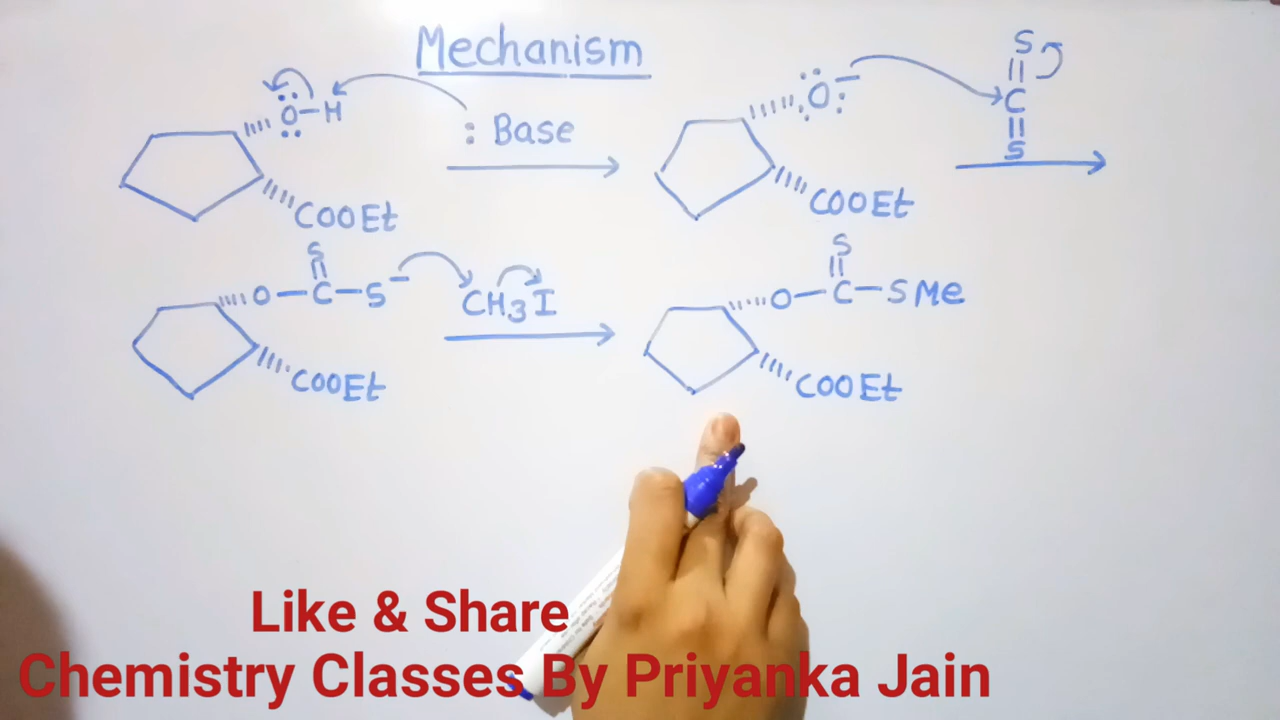 Mechanism
:Ö-H
: Base
COOEt
:Ö:−
S
=
C
=
S
COOEt
S
=
O-C-S−
CH3I
COOEt
S
=
O-C-SMe
COOEt
Like & Share
Chemistry Classes By Priyanka Jain